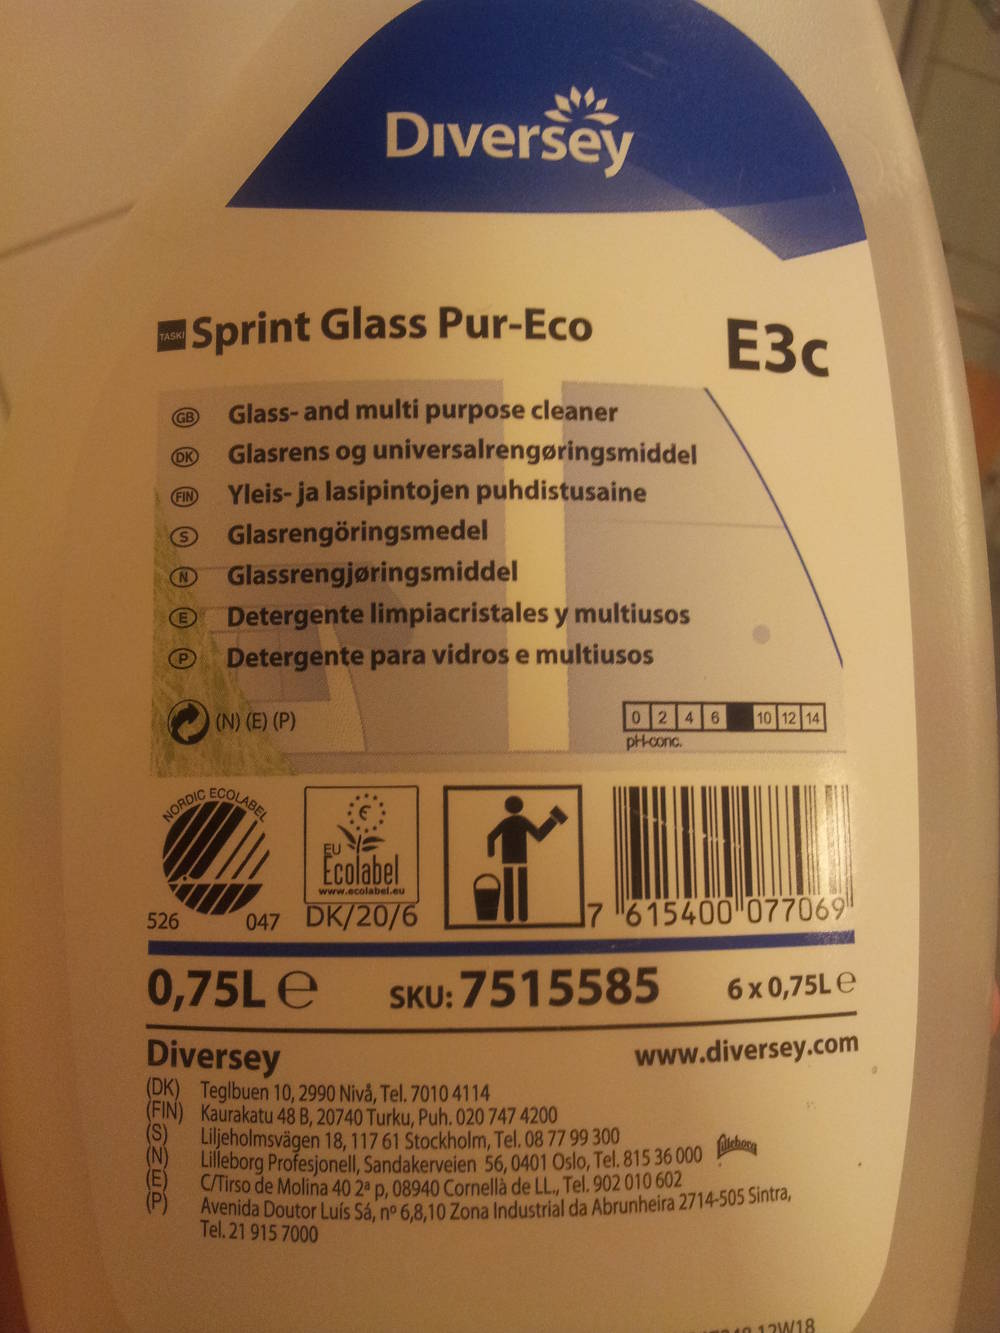 Diversey
TASKI Sprint Glass Pur-Eco
E3c
GB Glass- and multi purpose cleaner
DK Glasrens og universalrengøringsmiddel
FIN Yleis- ja lasipintojen puhdistusaine
S Glasrengöringsmedel
N Glassrengjøringsmiddel
E Detergente limpiacristales y multiusos
P Detergente para vidros e multiusos
(N) (E) (P)
0 2 4 6 10 12 14
pH-conc.
NORDIC ECOLABEL
526 047
EU
Ecolabel
www.ecolabel.eu
DK/20/6
7 615400 077069
0,75L e SKU: 7515585 6 x 0,75L e
Diversey www.diversey.com
(DK) Teglbuen 10, 2990 Nivå, Tel. 7010 4114
(FIN) Kaurakatu 48 B, 20740 Turku, Puh. 020 747 4200
(S) Liljeholmsvägen 18, 117 61 Stockholm, Tel. 08 77 99 300
(N) Lilleborg Profesjonell, Sandakerveien 56, 0401 Oslo, Tel. 815 36 000 Lilleborg
(E) C/Tirso de Molina 40 2ª p, 08940 Cornellà de LL., Tel. 902 010 602
(P) Avenida Doutor Luís Sá, nº 6,8,10 Zona Industrial da Abrunheira 2714-505 Sintra,
Tel. 21 915 7000
12W18